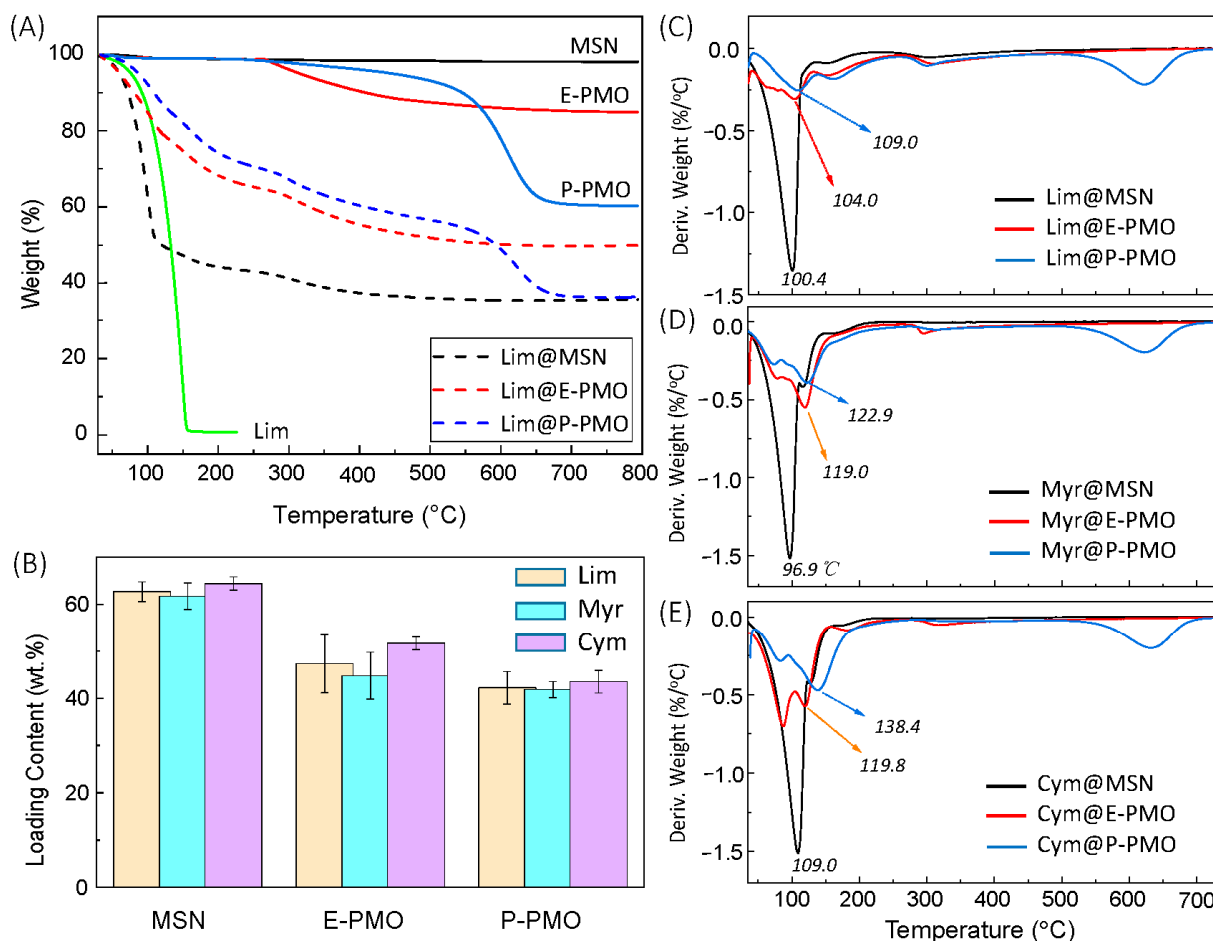 (A)
100
80
60
40
20
0
Weight (%)
MSN
E-PMO
P-PMO
Lim@MSN
Lim@E-PMO
Lim@P-PMO
Lim
100 200 300 400 500 600 700 800
Temperature (°C)
(B)
60
40
20
0
Loading Content (wt.%)
Lim
Myr
Cym
MSN E-PMO P-PMO
(C)
0.0
−0.5
−1.0
−1.5
Deriv. Weight (%/°C)
109.0
104.0
100.4
Lim@MSN
Lim@E-PMO
Lim@P-PMO
(D)
0.0
−0.5
−1.0
−1.5
Deriv. Weight (%/°C)
122.9
119.0
96.9 ℃
Myr@MSN
Myr@E-PMO
Myr@P-PMO
(E)
0.0
−0.5
−1.0
−1.5
Deriv. Weight (%/°C)
138.4
119.8
109.0
Cym@MSN
Cym@E-PMO
Cym@P-PMO
100 200 300 400 500 600 700
Temperature (°C)